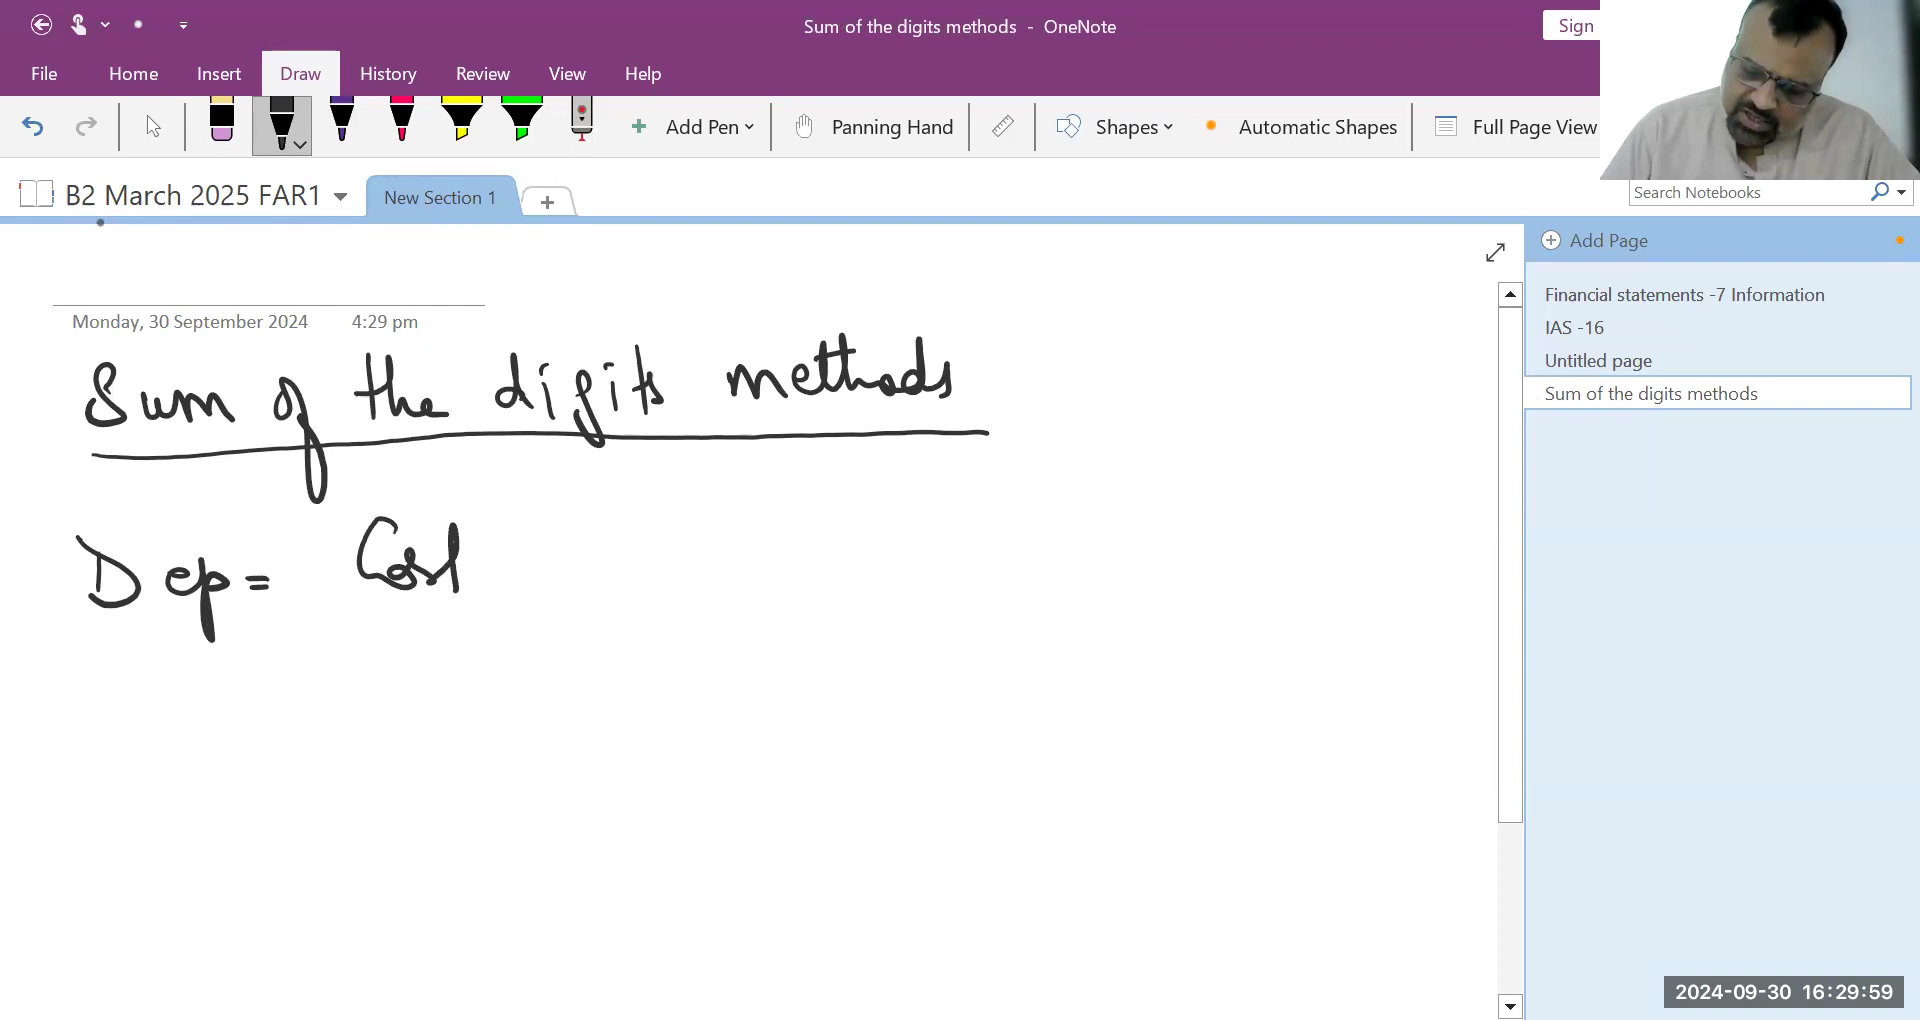 Sum of the digits methods - OneNote
Sign
File Home Insert Draw History Review View Help
Add Pen Panning Hand Shapes Automatic Shapes Full Page View
B2 March 2025 FAR1 New Section 1
Search Notebooks
Add Page
Financial statements -7 Information
IAS -16
Untitled page
Sum of the digits methods
Monday, 30 September 2024 4:29 pm
Sum of the digits methods
Dep = Cost
2024-09-30 16:29:59